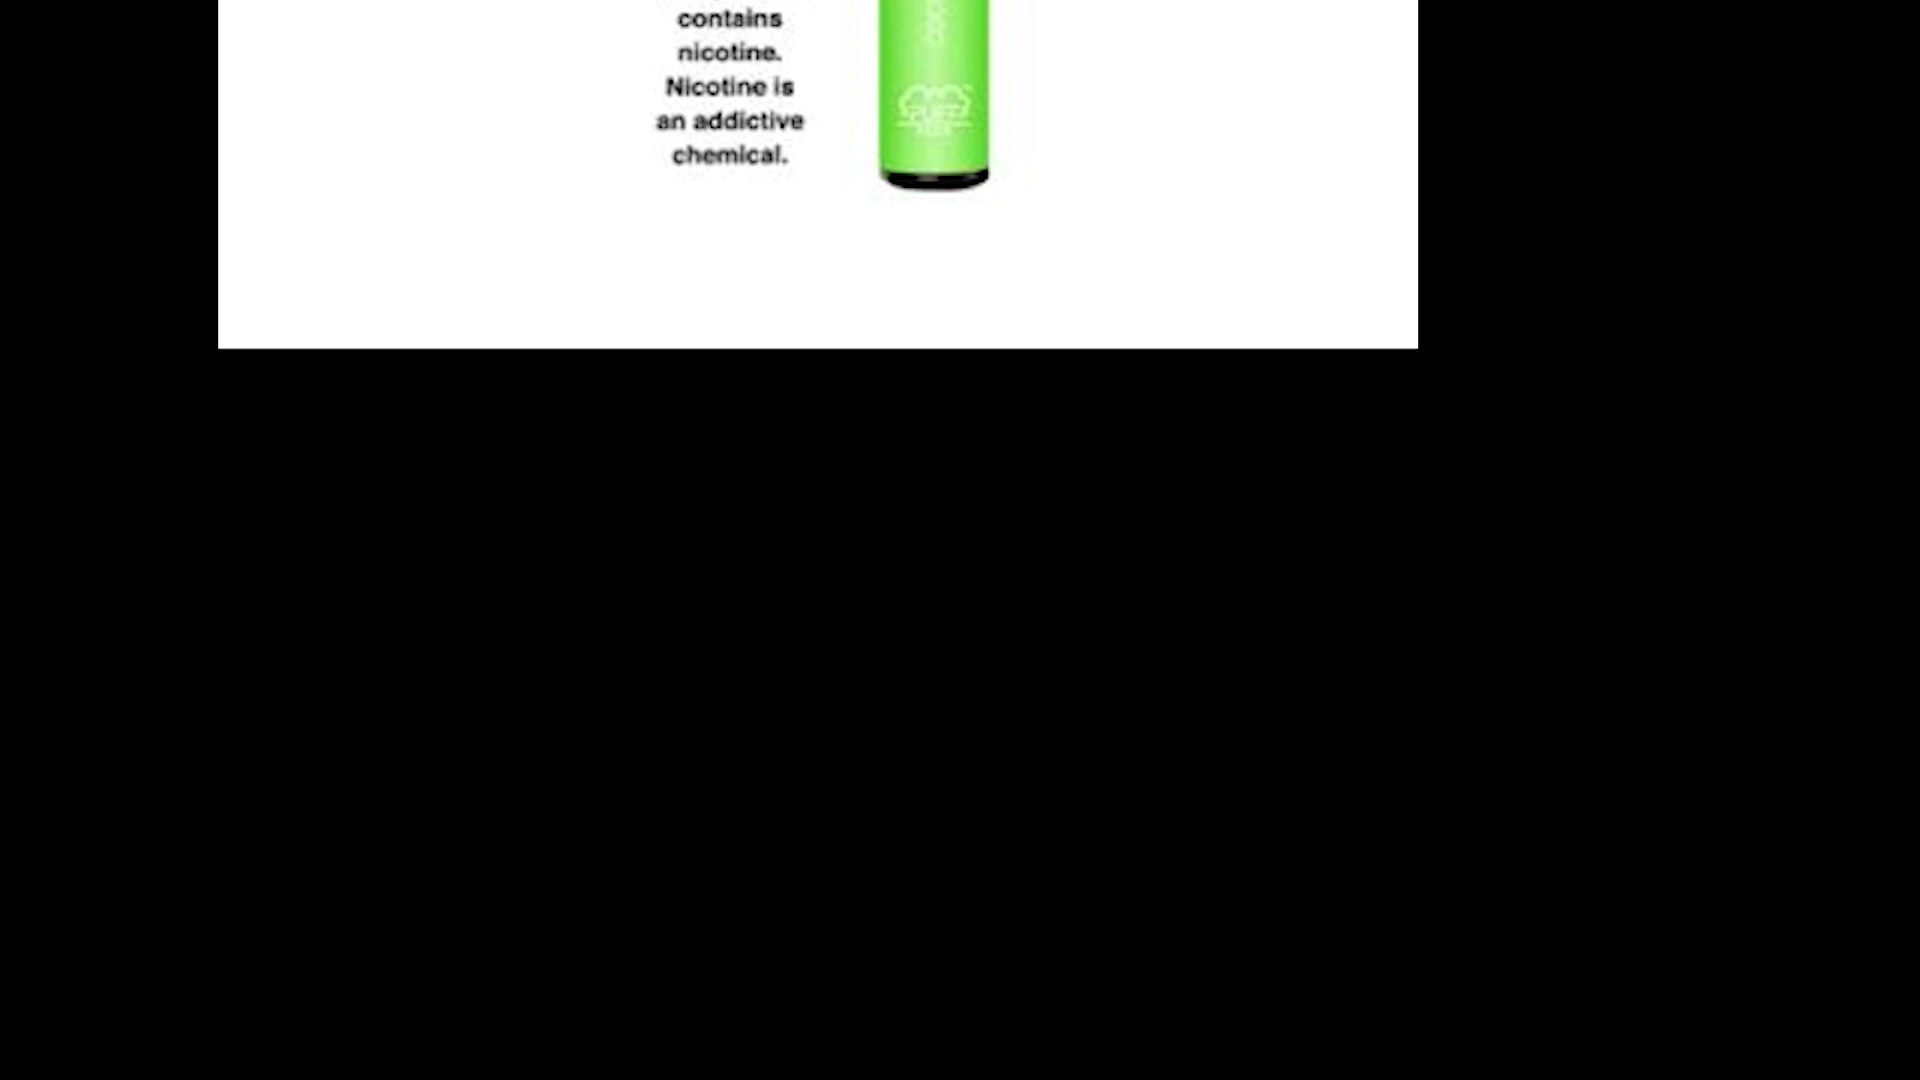 contains
nicotine.
Nicotine is
an addictive
chemical.